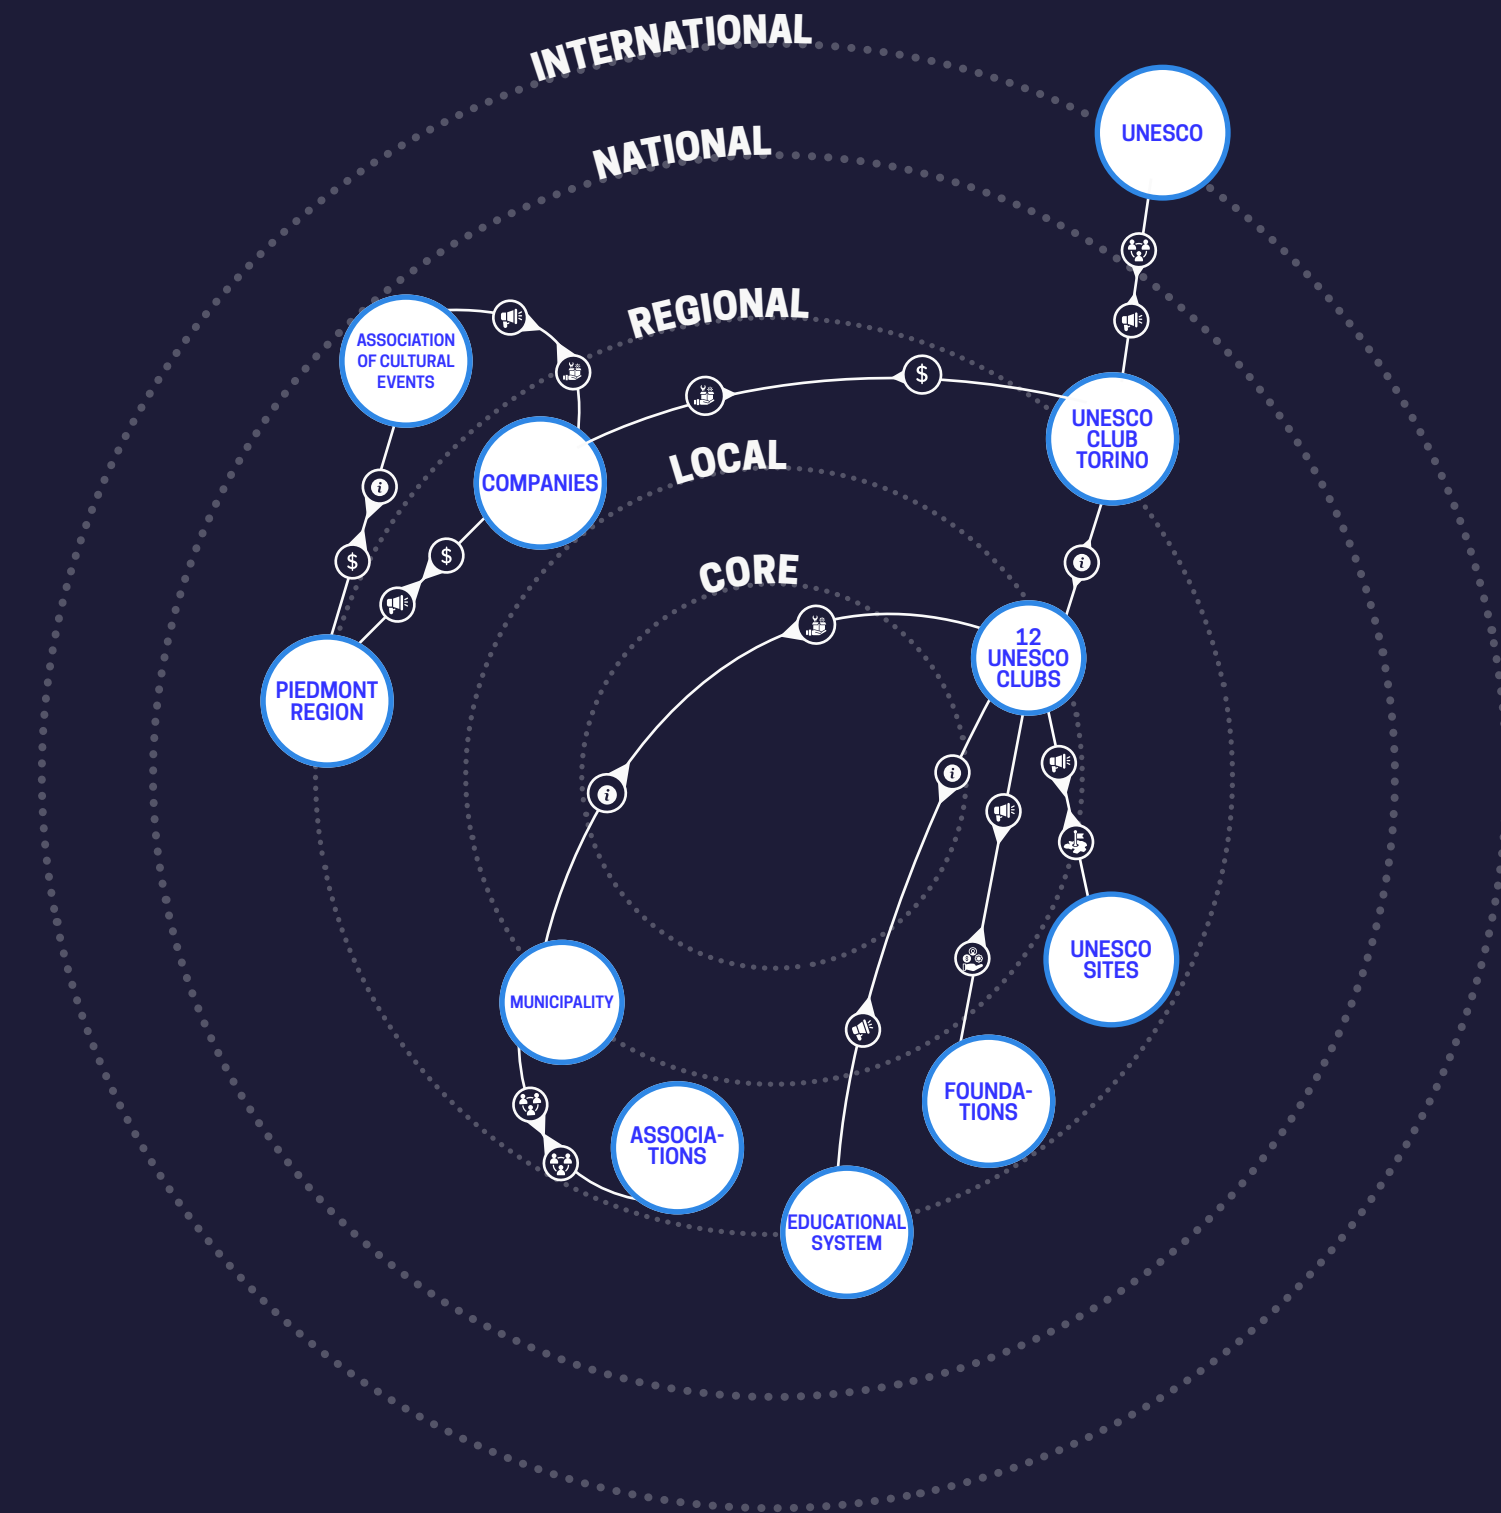 INTERNATIONAL
NATIONAL
UNESCO
REGIONAL
ASSOCIATION
OF CULTURAL
EVENTS
$
UNESCO
CLUB
TORINO
LOCAL
COMPANIES
i
$
$
CORE
i
12
UNESCO
CLUBS
PIEDMONT
REGION
i
i
UNESCO
SITES
MUNICIPALITY
FOUNDA-
TIONS
ASSOCIA-
TIONS
EDUCATIONAL
SYSTEM